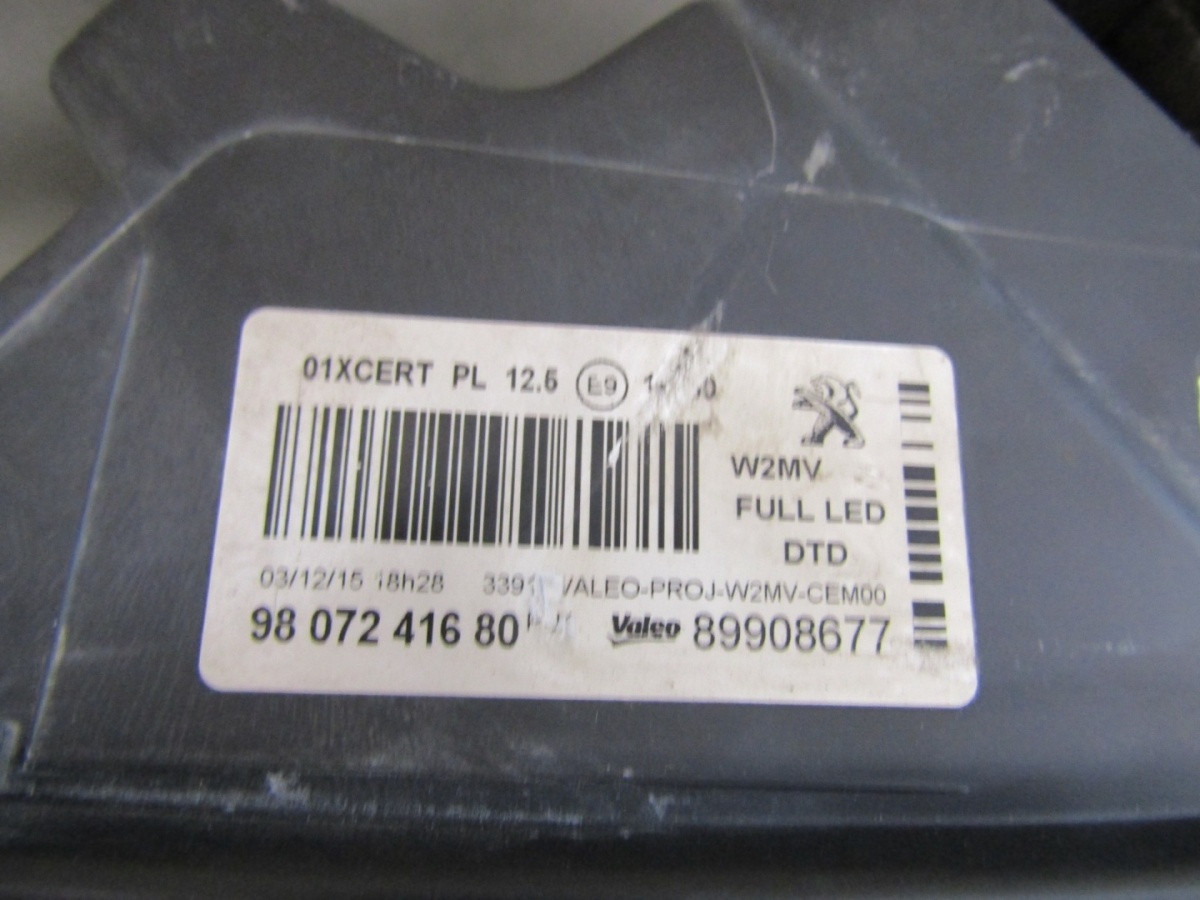 01XCERT PL 12.5 E9
W2MV
FULL LED
DTD
03/12/15 18h28 VALEO-PROJ-W2MV-CEM00
98 072 416 80 Valeo 89908677